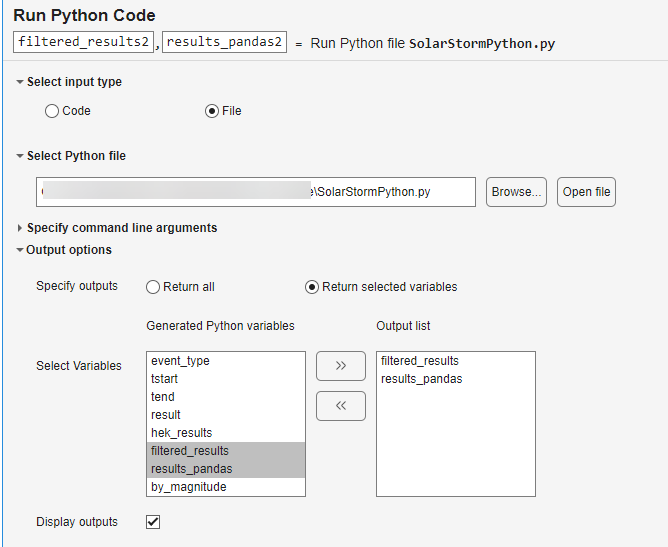 Run Python Code
filtered_results2 , results_pandas2 = Run Python file SolarStormPython.py
Select input type
Code File
Select Python file
\SolarStormPython.py Browse... Open file
Specify command line arguments
Output options
Specify outputs Return all Return selected variables
Generated Python variables Output list
Select Variables
event_type
tstart
tend
result
hek_results
filtered_results
results_pandas
by_magnitude
>>
<<
filtered_results
results_pandas
Display outputs